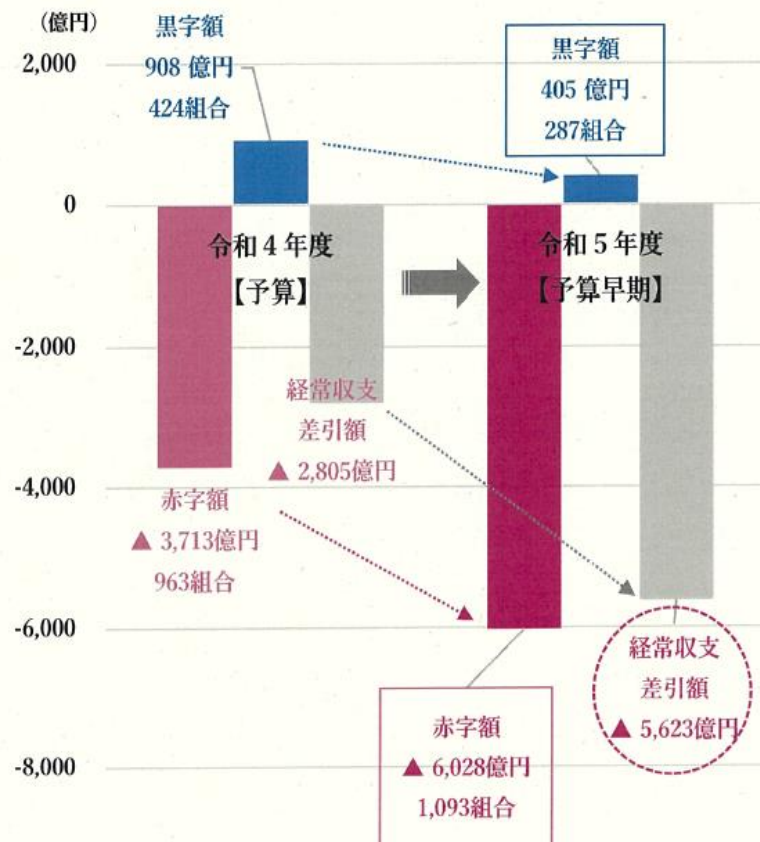 （億円）
2,000
0
-2,000
-4,000
-6,000
-8,000
黒字額
908 億円
424組合
黒字額
405 億円
287組合
令和４年度
【予算】
令和５年度
【予算早期】
経常収支
差引額
▲ 2,805億円
赤字額
▲ 3,713億円
963組合
赤字額
▲ 6,028億円
1,093組合
経常収支
差引額
▲ 5,623億円